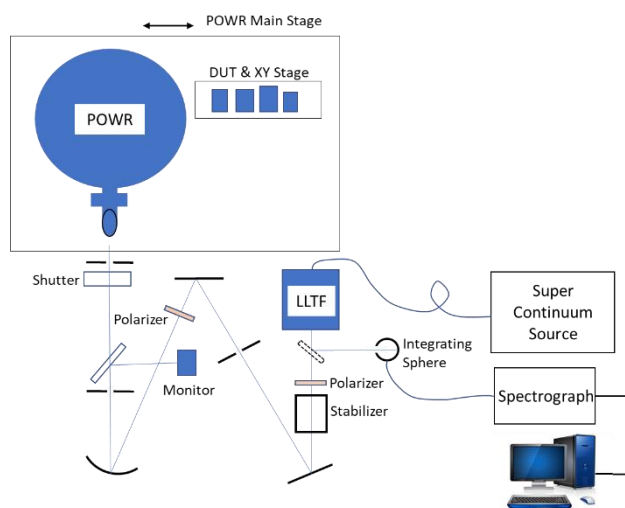 POWR Main Stage
DUT & XY Stage
POWR
Shutter
Polarizer
LLTF
Super
Continuum
Source
Integrating
Sphere
Monitor
Polarizer
Stabilizer
Spectrograph